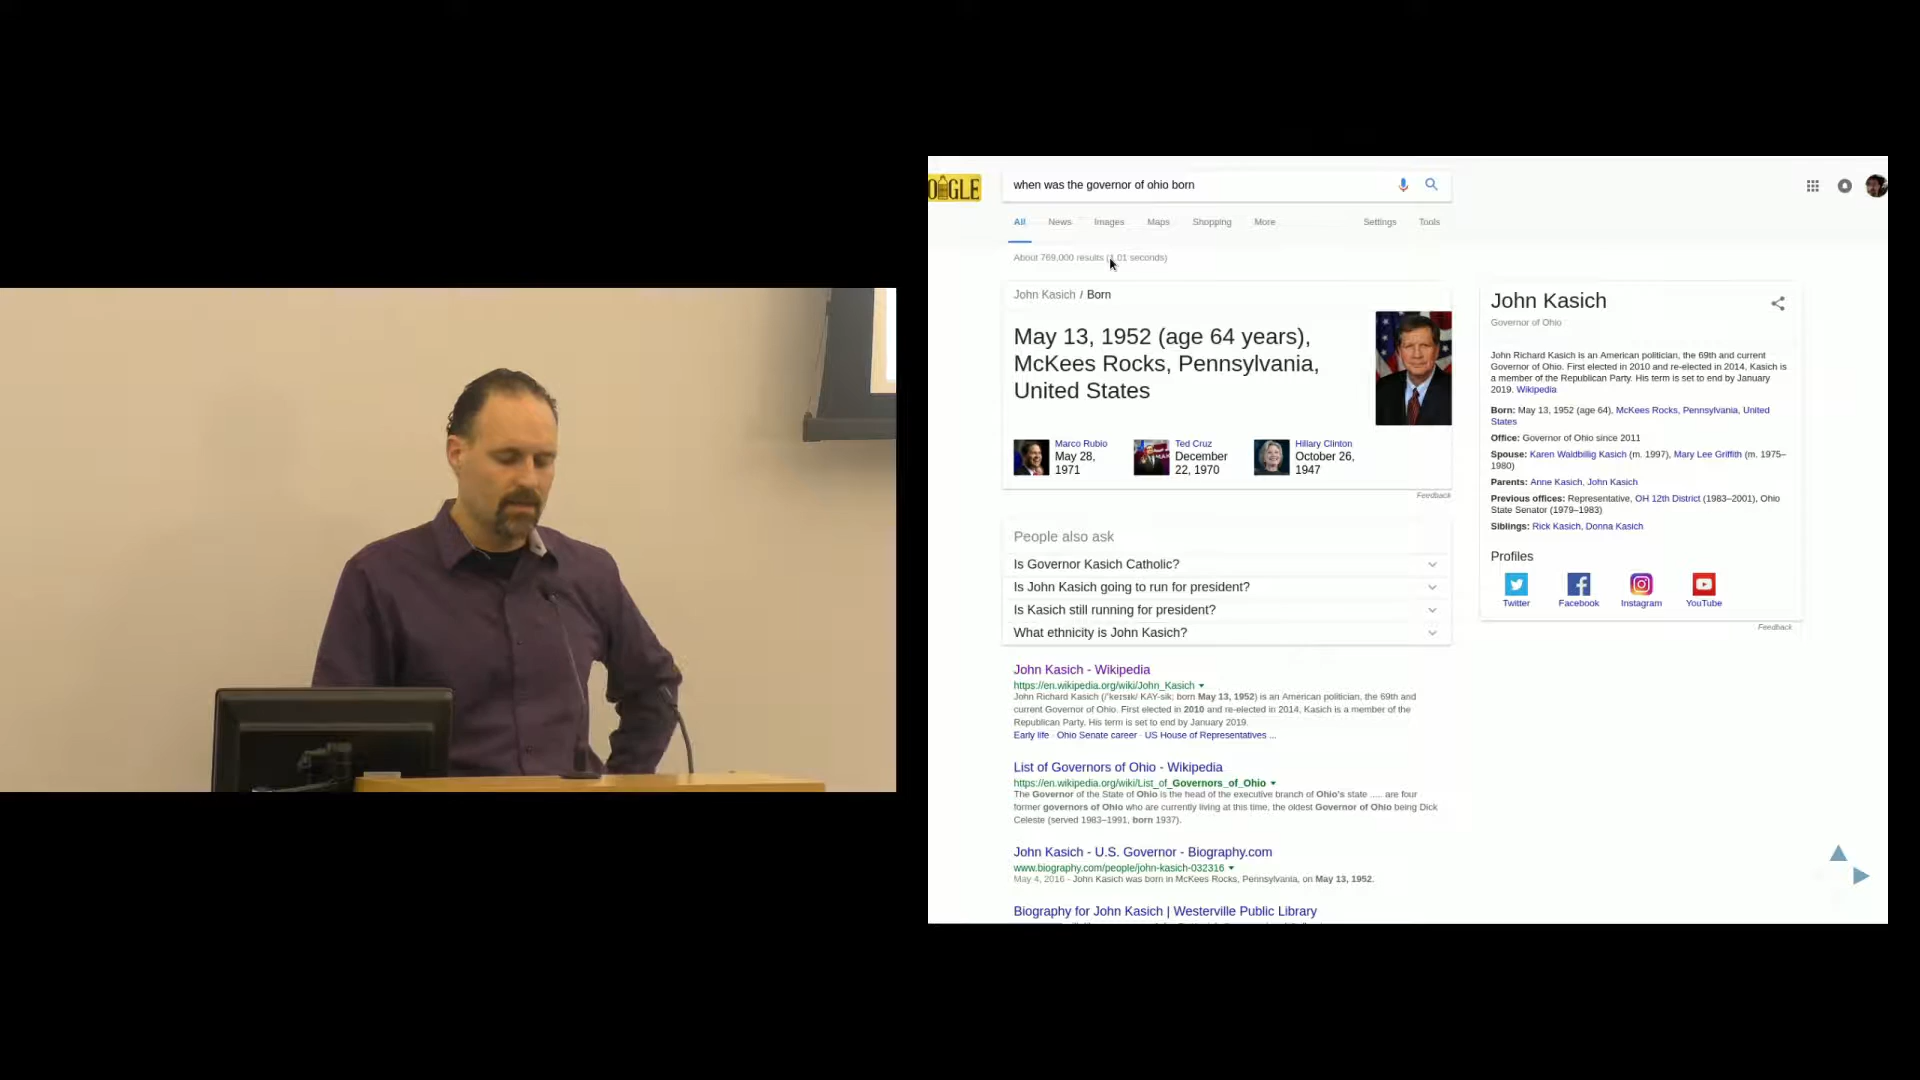 OOGLE
when was the governor of ohio born
All News Images Maps Shopping More Settings Tools
About 769,000 results (1.01 seconds)
John Kasich / Born
May 13, 1952 (age 64 years),
McKees Rocks, Pennsylvania,
United States
Marco Rubio
May 28,
1971
Ted Cruz
December
22, 1970
Hillary Clinton
October 26,
1947
Feedback
People also ask
Is Governor Kasich Catholic?
Is John Kasich going to run for president?
Is Kasich still running for president?
What ethnicity is John Kasich?
John Kasich - Wikipedia
https://en.wikipedia.org/wiki/John_Kasich
John Richard Kasich (/ˈkeɪsɪk/ KAY-sik; born May 13, 1952) is an American politician, the 69th and
current Governor of Ohio. First elected in 2010 and re-elected in 2014, Kasich is a member of the
Republican Party. His term is set to end by January 2019.
Early life · Ohio Senate career · US House of Representatives ...
List of Governors of Ohio - Wikipedia
https://en.wikipedia.org/wiki/List_of_Governors_of_Ohio
The Governor of the State of Ohio is the head of the executive branch of Ohio's state .... are four
former governors of Ohio who are currently living at this time, the oldest Governor of Ohio being Dick
Celeste (served 1983–1991, born 1937).
John Kasich - U.S. Governor - Biography.com
www.biography.com/people/john-kasich-032316
May 4, 2016 - John Kasich was born in McKees Rocks, Pennsylvania, on May 13, 1952.
Biography for John Kasich | Westerville Public Library
John Kasich
Governor of Ohio
John Richard Kasich is an American politician, the 69th and current
Governor of Ohio. First elected in 2010 and re-elected in 2014, Kasich is
a member of the Republican Party. His term is set to end by January
2019. Wikipedia
Born: May 13, 1952 (age 64), McKees Rocks, Pennsylvania, United
States
Office: Governor of Ohio since 2011
Spouse: Karen Waldbillig Kasich (m. 1997), Mary Lee Griffith (m. 1975–
1980)
Parents: Anne Kasich, John Kasich
Previous offices: Representative, OH 12th District (1983–2001), Ohio
State Senator (1979–1983)
Siblings: Rick Kasich, Donna Kasich
Profiles
Twitter Facebook Instagram YouTube
Feedback